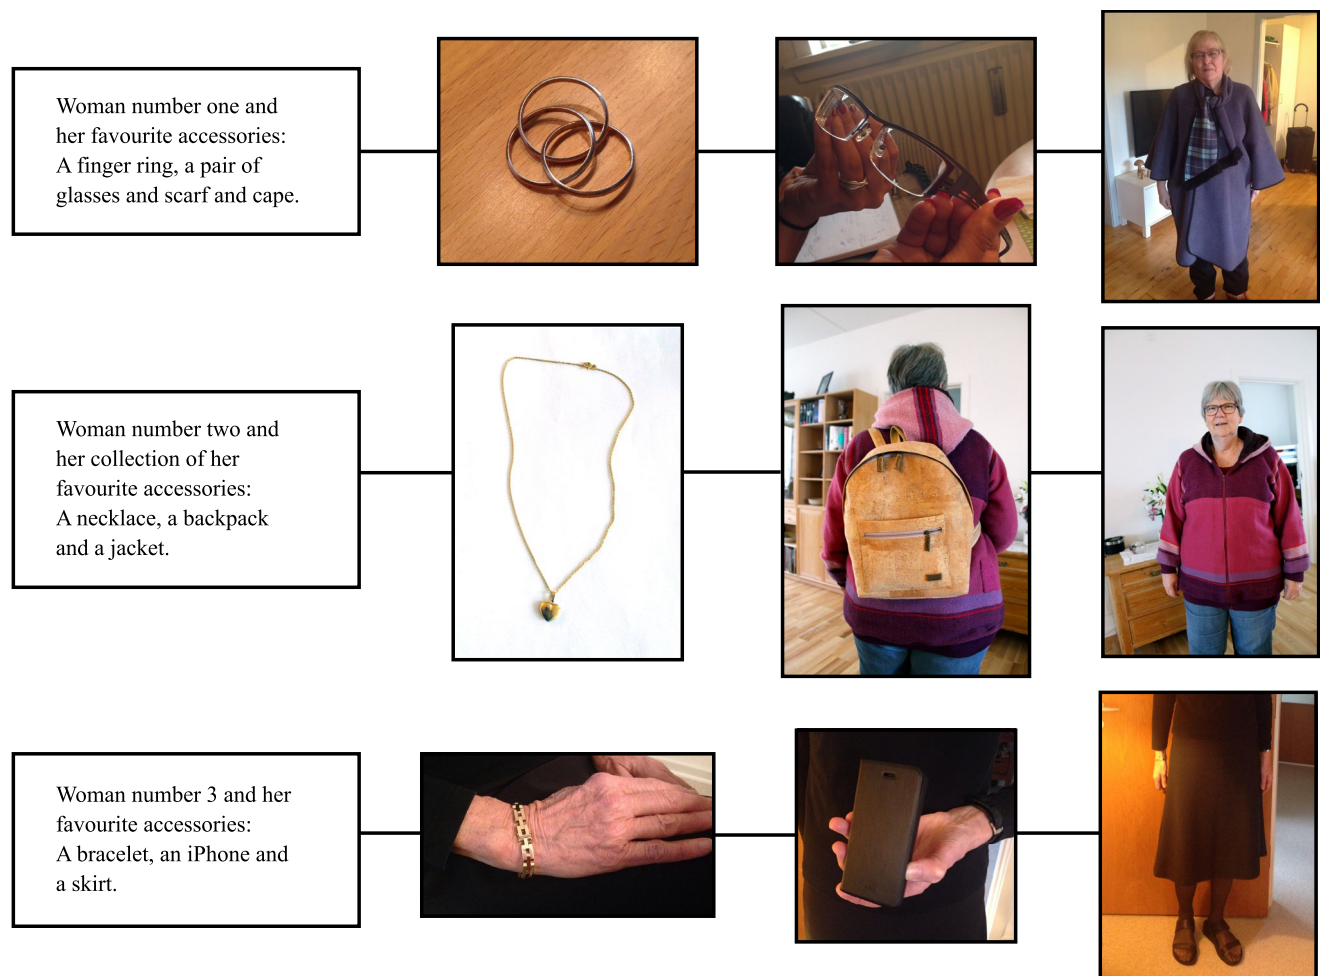 Woman number one and
her favourite accessories:
A finger ring, a pair of
glasses and scarf and cape.
Woman number two and
her collection of her
favourite accessories:
A necklace, a backpack
and a jacket.
Woman number 3 and her
favourite accessories:
A bracelet, an iPhone and
a skirt.